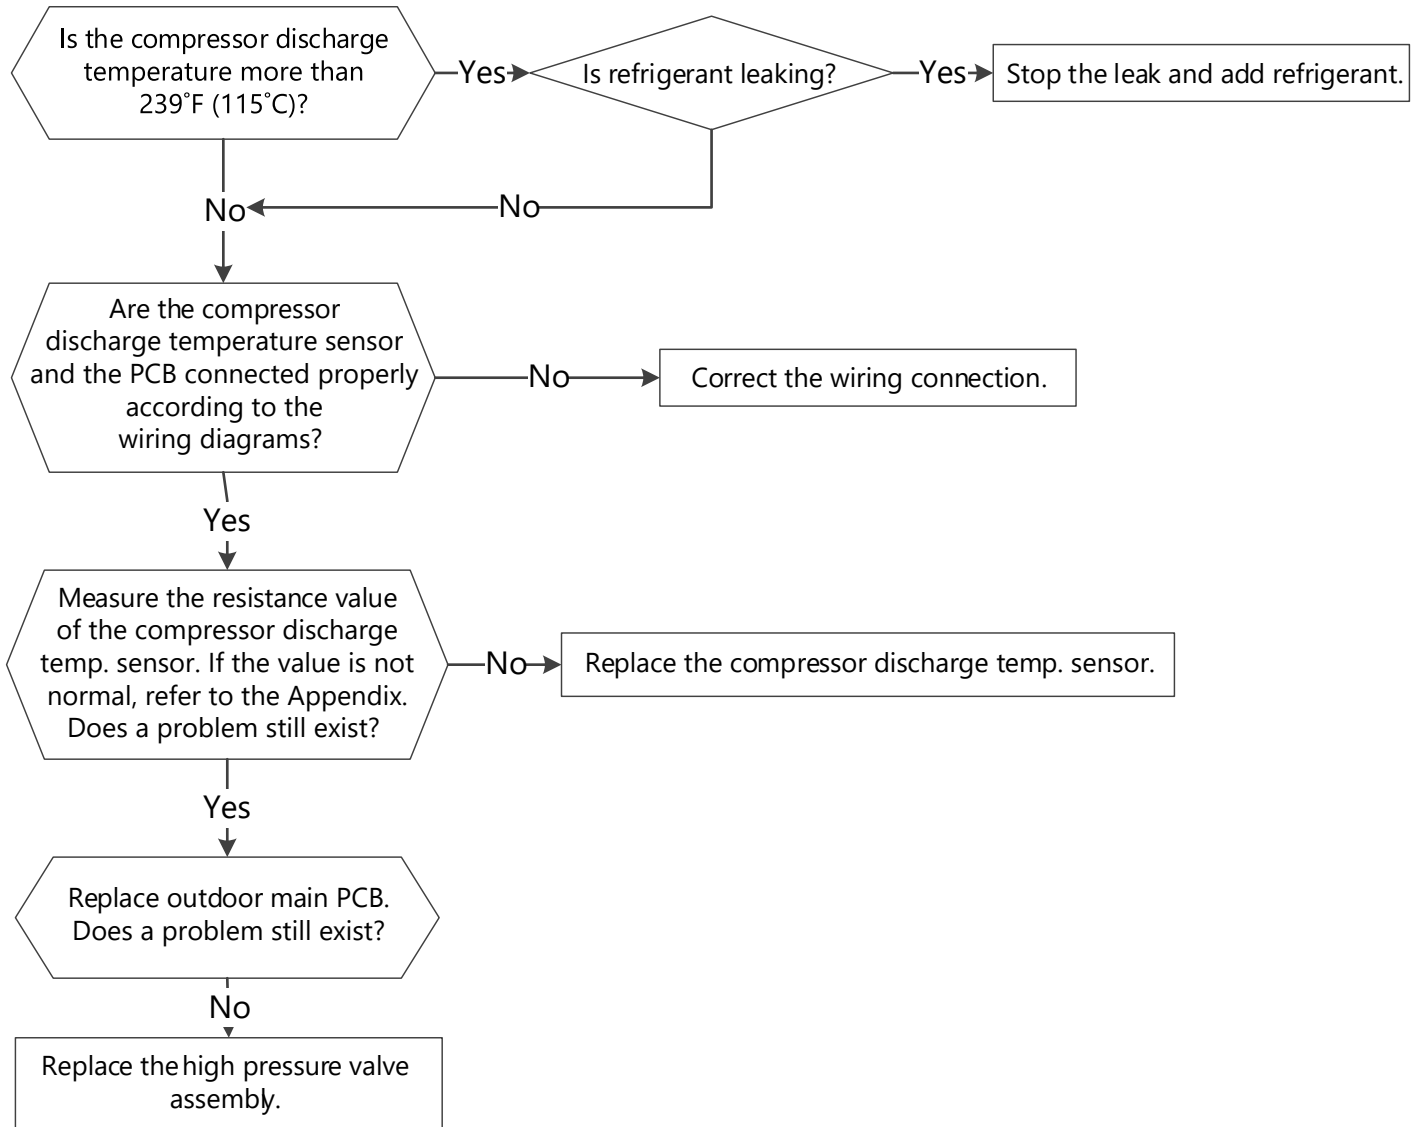 Is the compressor discharge
temperature more than
239˚F (115˚C)?
Yes
Is refrigerant leaking?
Yes
Stop the leak and add refrigerant.
No
No
Are the compressor
discharge temperature sensor
and the PCB connected properly
according to the
wiring diagrams?
No
Correct the wiring connection.
Yes
Measure the resistance value
of the compressor discharge
temp. sensor. If the value is not
normal, refer to the Appendix.
Does a problem still exist?
No
Replace the compressor discharge temp. sensor.
Yes
Replace outdoor main PCB.
Does a problem still exist?
No
Replace the high pressure valve
assembly.